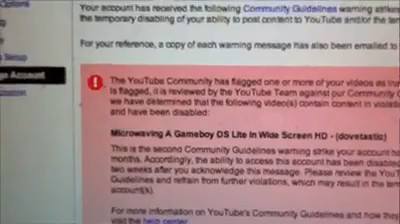 Options
Your account has received the following Community Guidelines warning strikes
the temporary disabling of your ability to post content to YouTube and/or the
For your reference, a copy of each warning message has also been emailed to
Setup
Account
The YouTube Community has flagged one or more of your videos as
is flagged, it is reviewed by the YouTube Team against our Community
we have determined that the following video(s) contain content in
and have been disabled:
Microwaving A Gameboy DS Lite In Wide Screen HD - (dovetastic)
This is the second Community Guidelines warning strike your account
months. Accordingly, the ability to access this account has been disabled
two weeks after you acknowledge this message. Please review the
Guidelines and refrain from further violations, which may result in the
account(s).
For more information on YouTube's Community Guidelines and how they
visit the help center